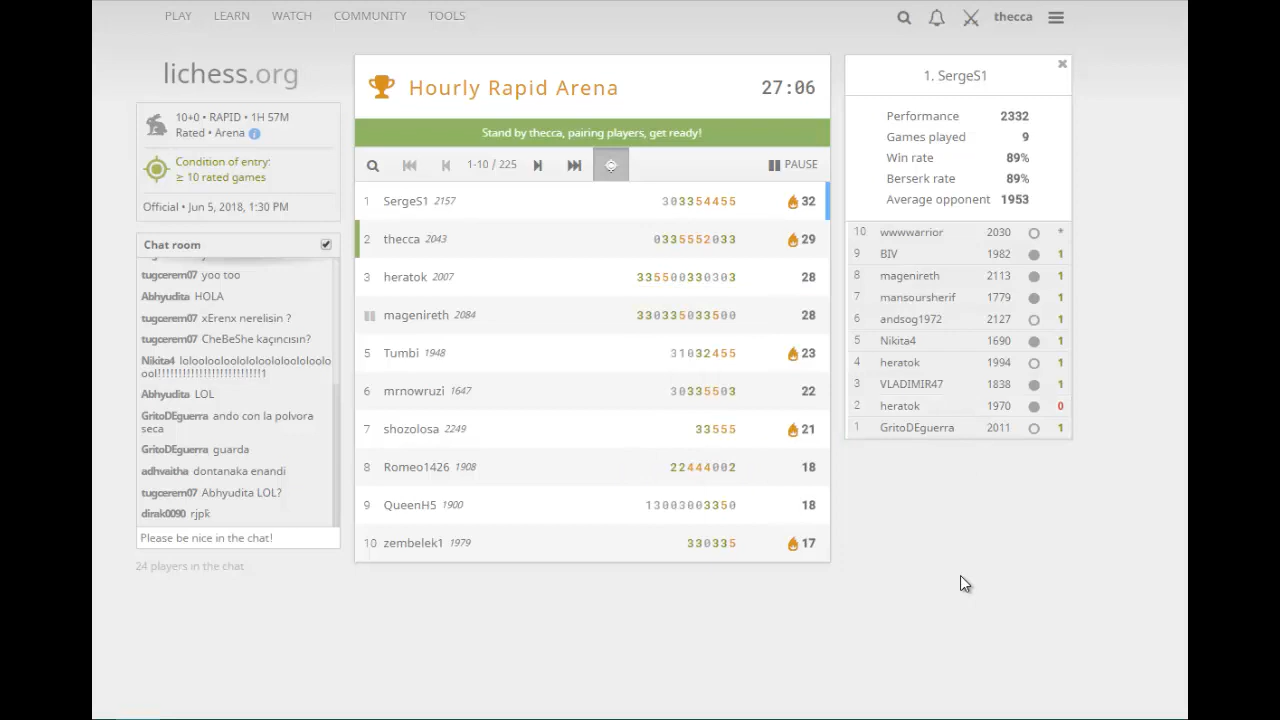 PLAY LEARN WATCH COMMUNITY TOOLS thecca
lichess.org
10+0 • RAPID • 1H 57M
Rated • Arena
Condition of entry:
≥ 10 rated games
Official • Jun 5, 2018, 1:30 PM
Chat room
tugcerem07 yoo too
Abhyudita HOLA
tugcerem07 xErenx nerelisin ?
tugcerem07 CheBeShe kaçıncısın?
Nikita4 lolooloolooloololooloololoolo
ool!!!!!!!!!!!!!!!!!!!!!!!!!1
Abhyudita LOL
GritoDEguerra ando con la polvora
seca
GritoDEguerra guarda
adhvaitha dontanaka enandi
tugcerem07 Abhyudita LOL?
dirak0090 rjpk
Please be nice in the chat!
24 players in the chat
Hourly Rapid Arena 27:06
Stand by thecca, pairing players, get ready!
1-10 / 225 PAUSE
1 SergeS1 2157 303354455 32
2 thecca 2043 0335552033 29
3 heratok 2007 335500330303 28
magenireth 2084 330335033500 28
5 Tumbi 1948 31032455 23
6 mrnowruzi 1647 30335503 22
7 shozolosa 2249 33555 21
8 Romeo1426 1908 22444002 18
9 QueenH5 1900 13003003350 18
10 zembelek1 1979 330335 17
1. SergeS1
Performance 2332
Games played 9
Win rate 89%
Berserk rate 89%
Average opponent 1953
10 wwwwarrior 2030 *
9 BIV 1982 1
8 magenireth 2113 1
7 mansoursherif 1779 1
6 andsog1972 2127 1
5 Nikita4 1690 1
4 heratok 1994 1
3 VLADIMIR47 1838 1
2 heratok 1970 0
1 GritoDEguerra 2011 1